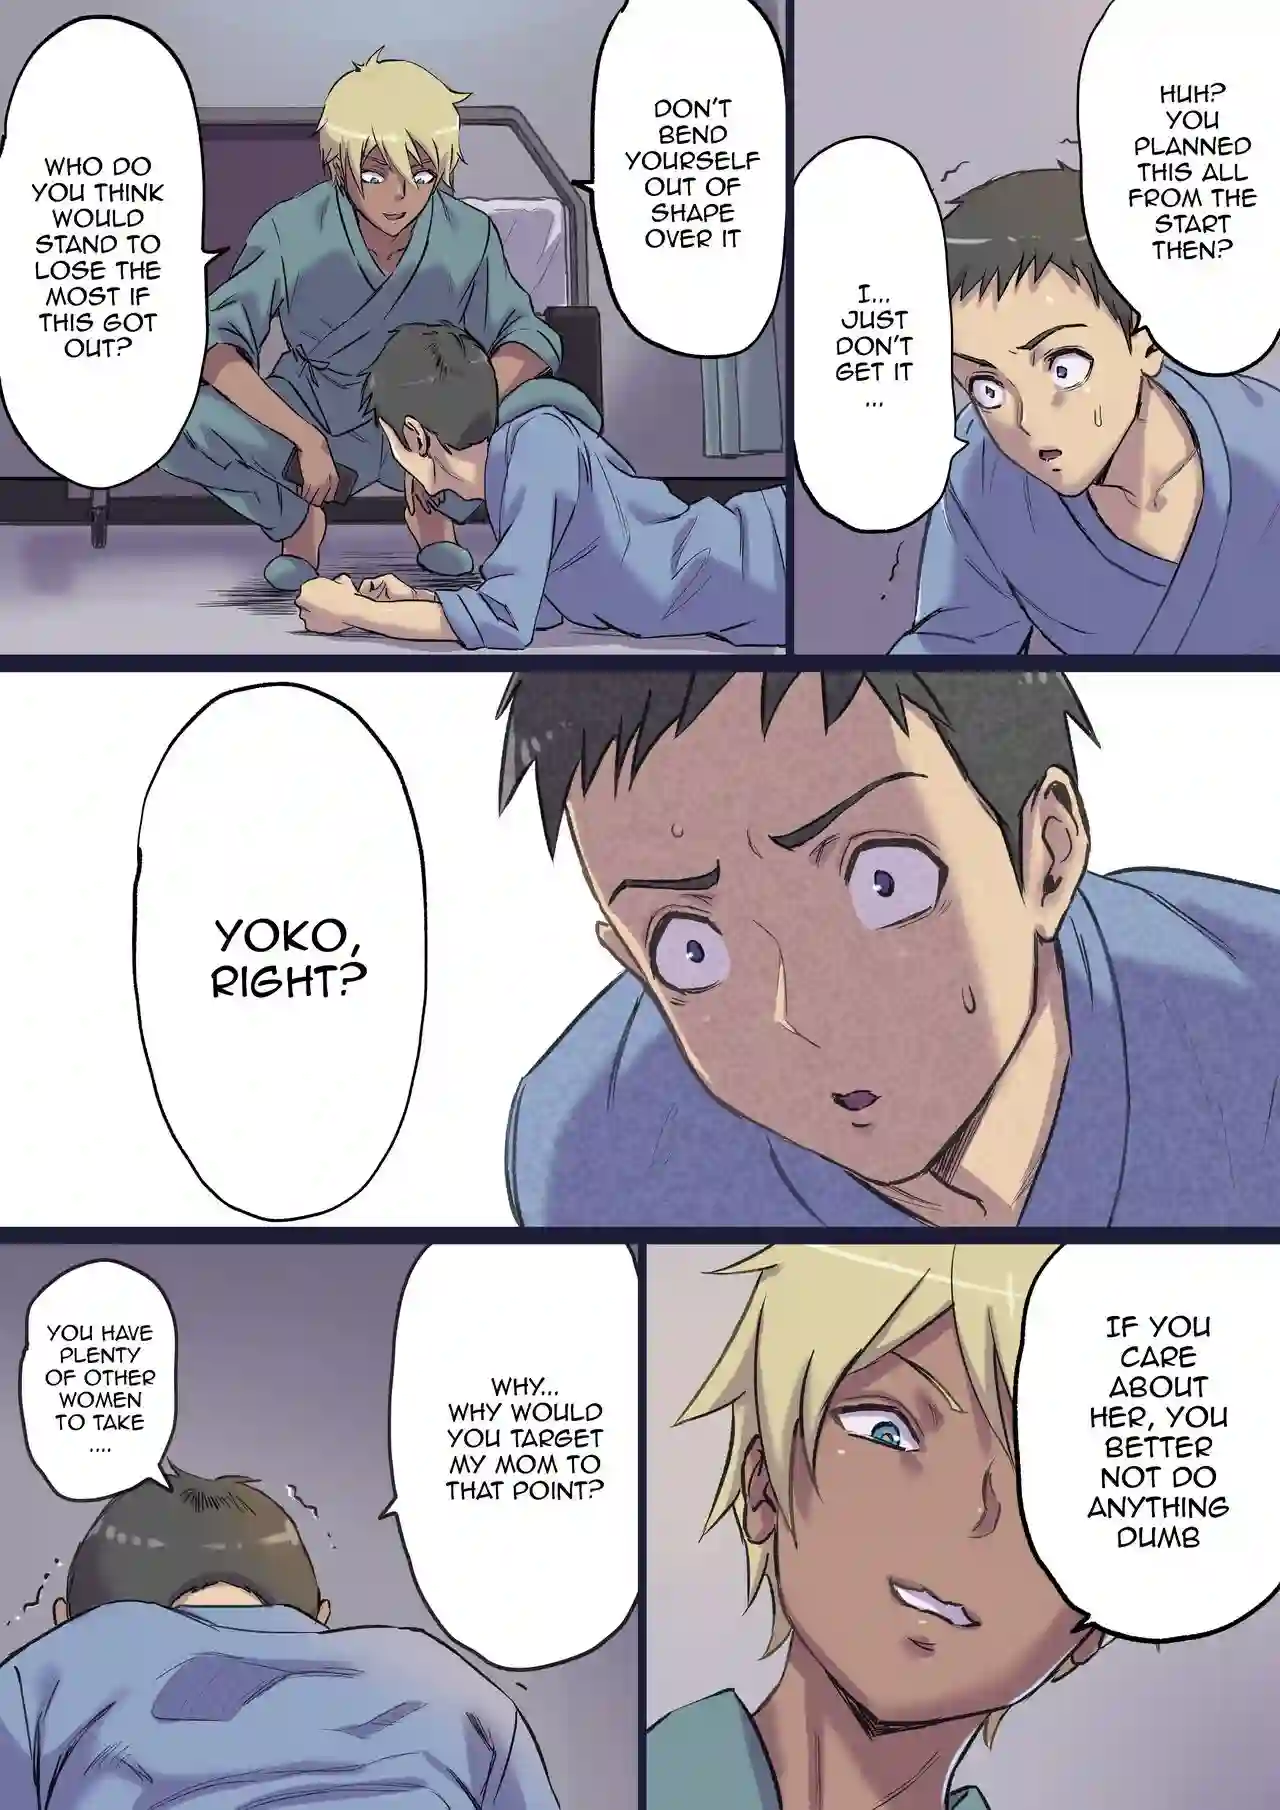 HUH?
YOU
PLANNED
THIS ALL
FROM THE
START
THEN?
I...
JUST
DON'T
GET IT
...
DON'T
BEND
YOURSELF
OUT OF
SHAPE
OVER IT
WHO DO
YOU THINK
WOULD
STAND TO
LOSE THE
MOST IF
THIS GOT
OUT?
YOKO,
RIGHT?
IF YOU
CARE
ABOUT
HER, YOU
BETTER
NOT DO
ANYTHING
DUMB
WHY...
WHY WOULD
YOU TARGET
MY MOM TO
THAT POINT?
YOU HAVE
PLENTY
OF OTHER
WOMEN
TO TAKE
....